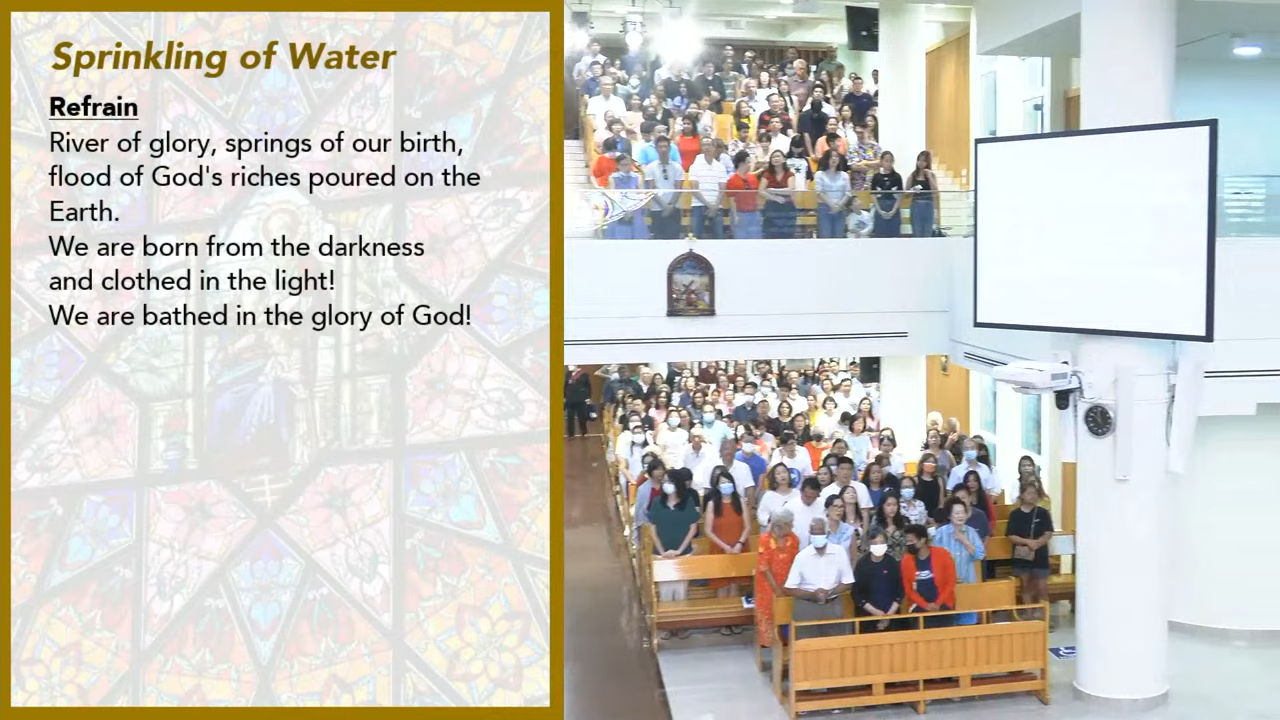 Sprinkling of Water
Refrain
River of glory, springs of our birth,
flood of God's riches poured on the
Earth.
We are born from the darkness
and clothed in the light!
We are bathed in the glory of God!